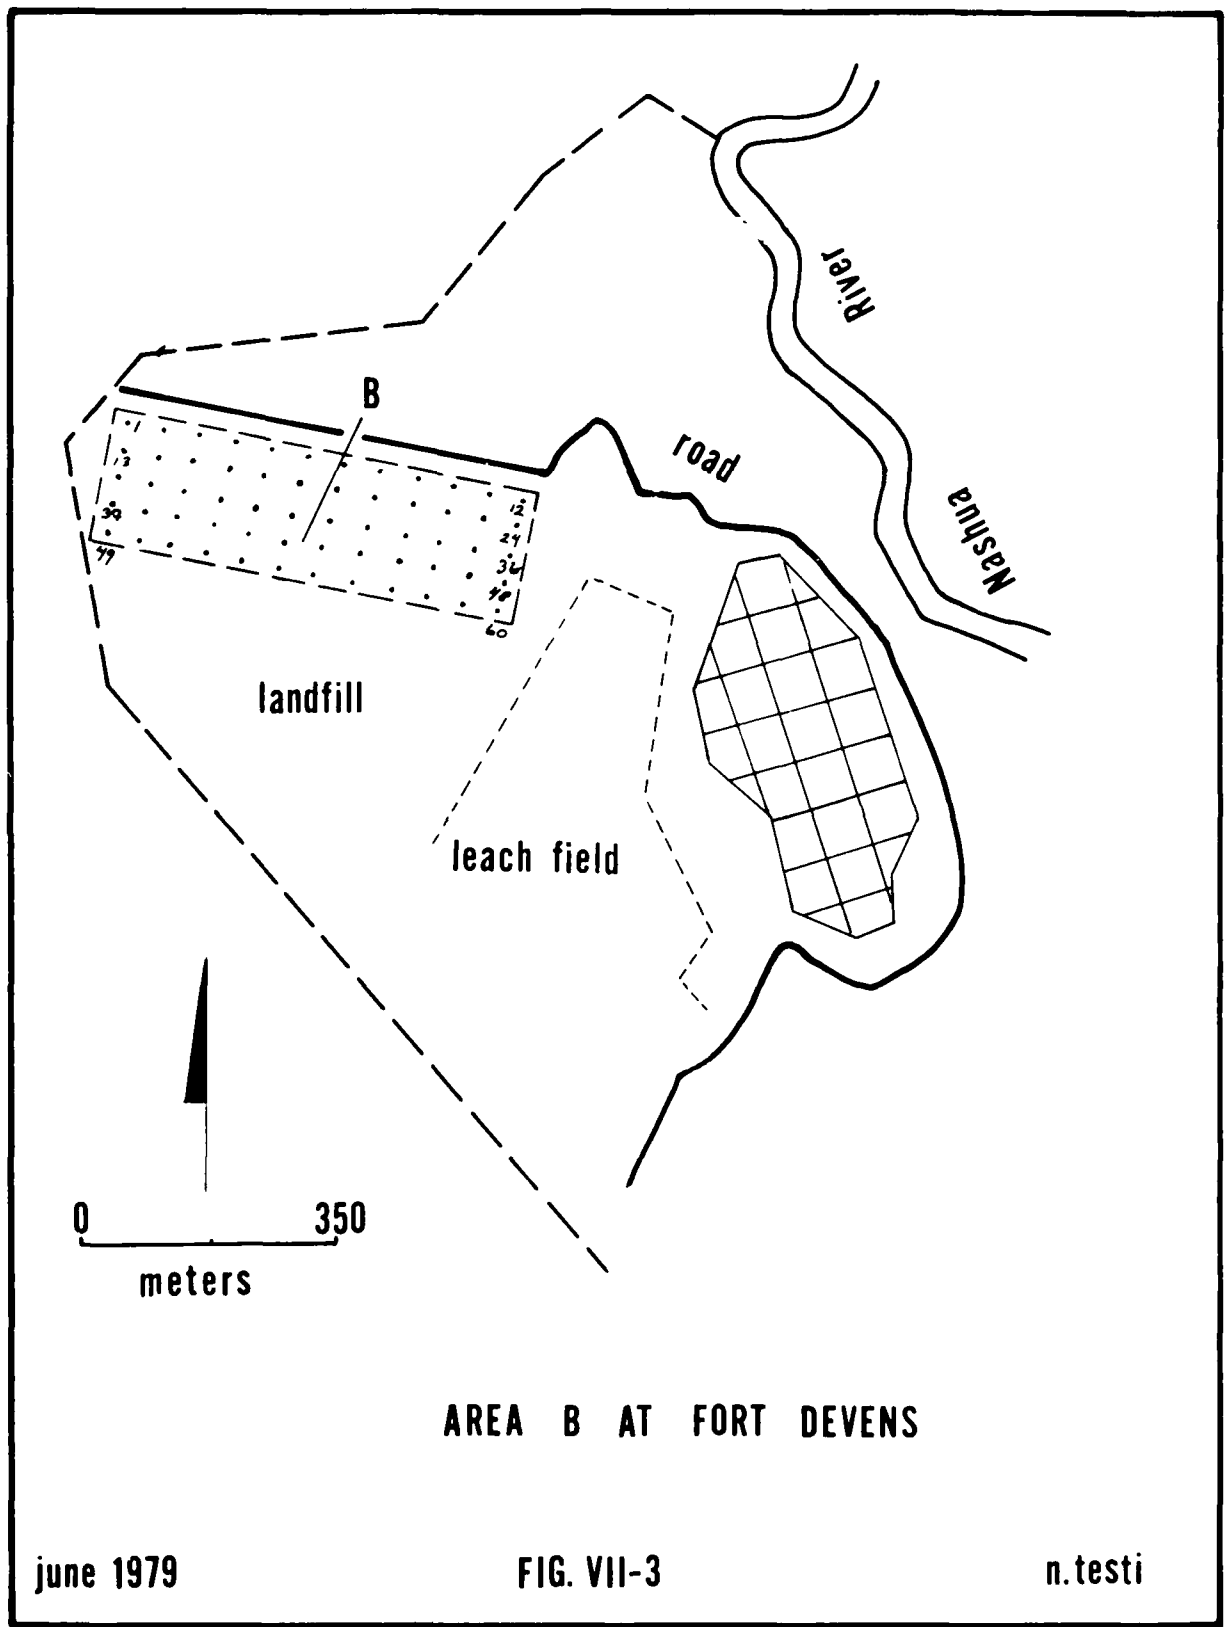 River
B
road
Nashua
1
12
13
24
36
49
48
60
landfill
leach field
0 350
meters
AREA B AT FORT DEVENS
june 1979 FIG. VII-3 n.testi